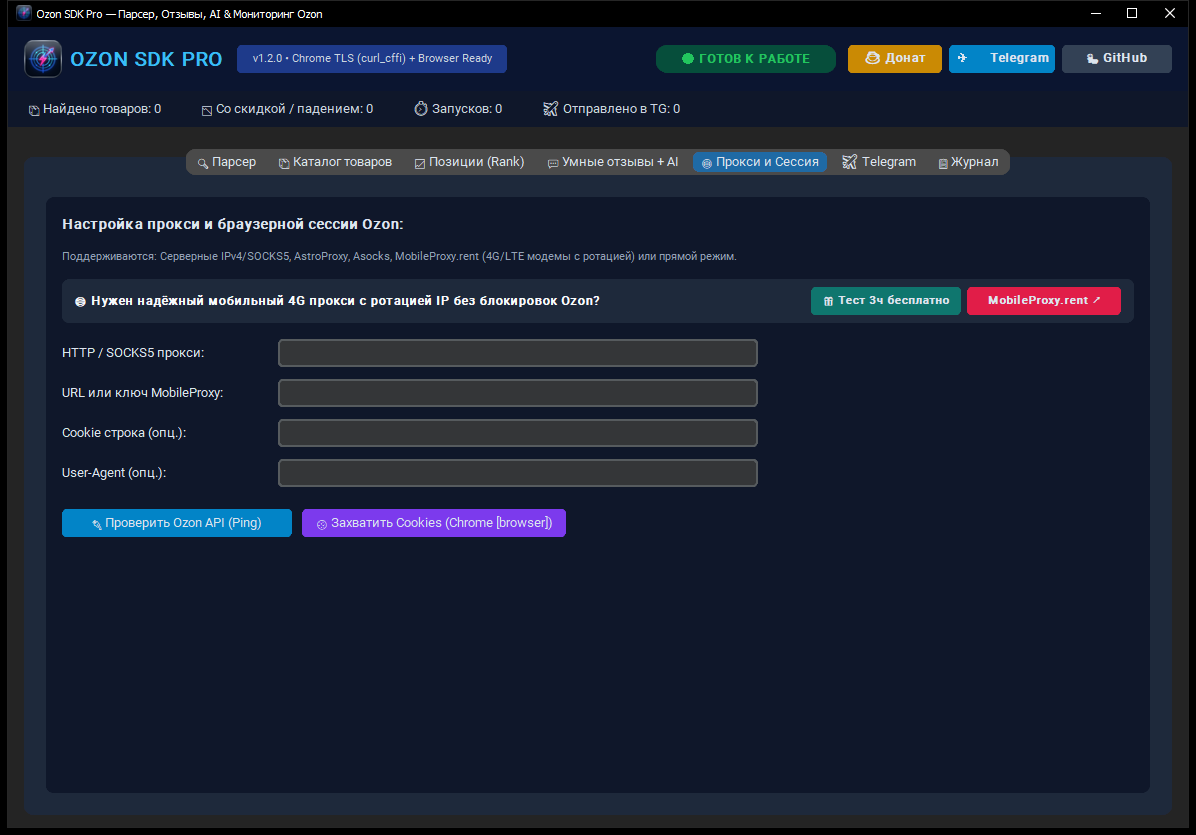 Ozon SDK Pro — Парсер, Отзывы, AI & Мониторинг Ozon
OZON SDK PRO
v1.2.0 • Chrome TLS (curl_cffi) + Browser Ready
ГОТОВ К РАБОТЕ
Донат
Telegram
GitHub
Найдено товаров: 0
Со скидкой / падением: 0
Запусков: 0
Отправлено в TG: 0
Парсер
Каталог товаров
Позиции (Rank)
Умные отзывы + AI
Прокси и Сессия
Telegram
Журнал
Настройка прокси и браузерной сессии Ozon:
Поддерживаются: Серверные IPv4/SOCKS5, AstroProxy, Asocks, MobileProxy.rent (4G/LTE модемы с ротацией) или прямой режим.
Нужен надёжный мобильный 4G прокси с ротацией IP без блокировок Ozon?
Тест 3ч бесплатно
MobileProxy.rent ↗
HTTP / SOCKS5 прокси:
URL или ключ MobileProxy:
Cookie строка (опц.):
User-Agent (опц.):
Проверить Ozon API (Ping)
Захватить Cookies (Chrome [browser])